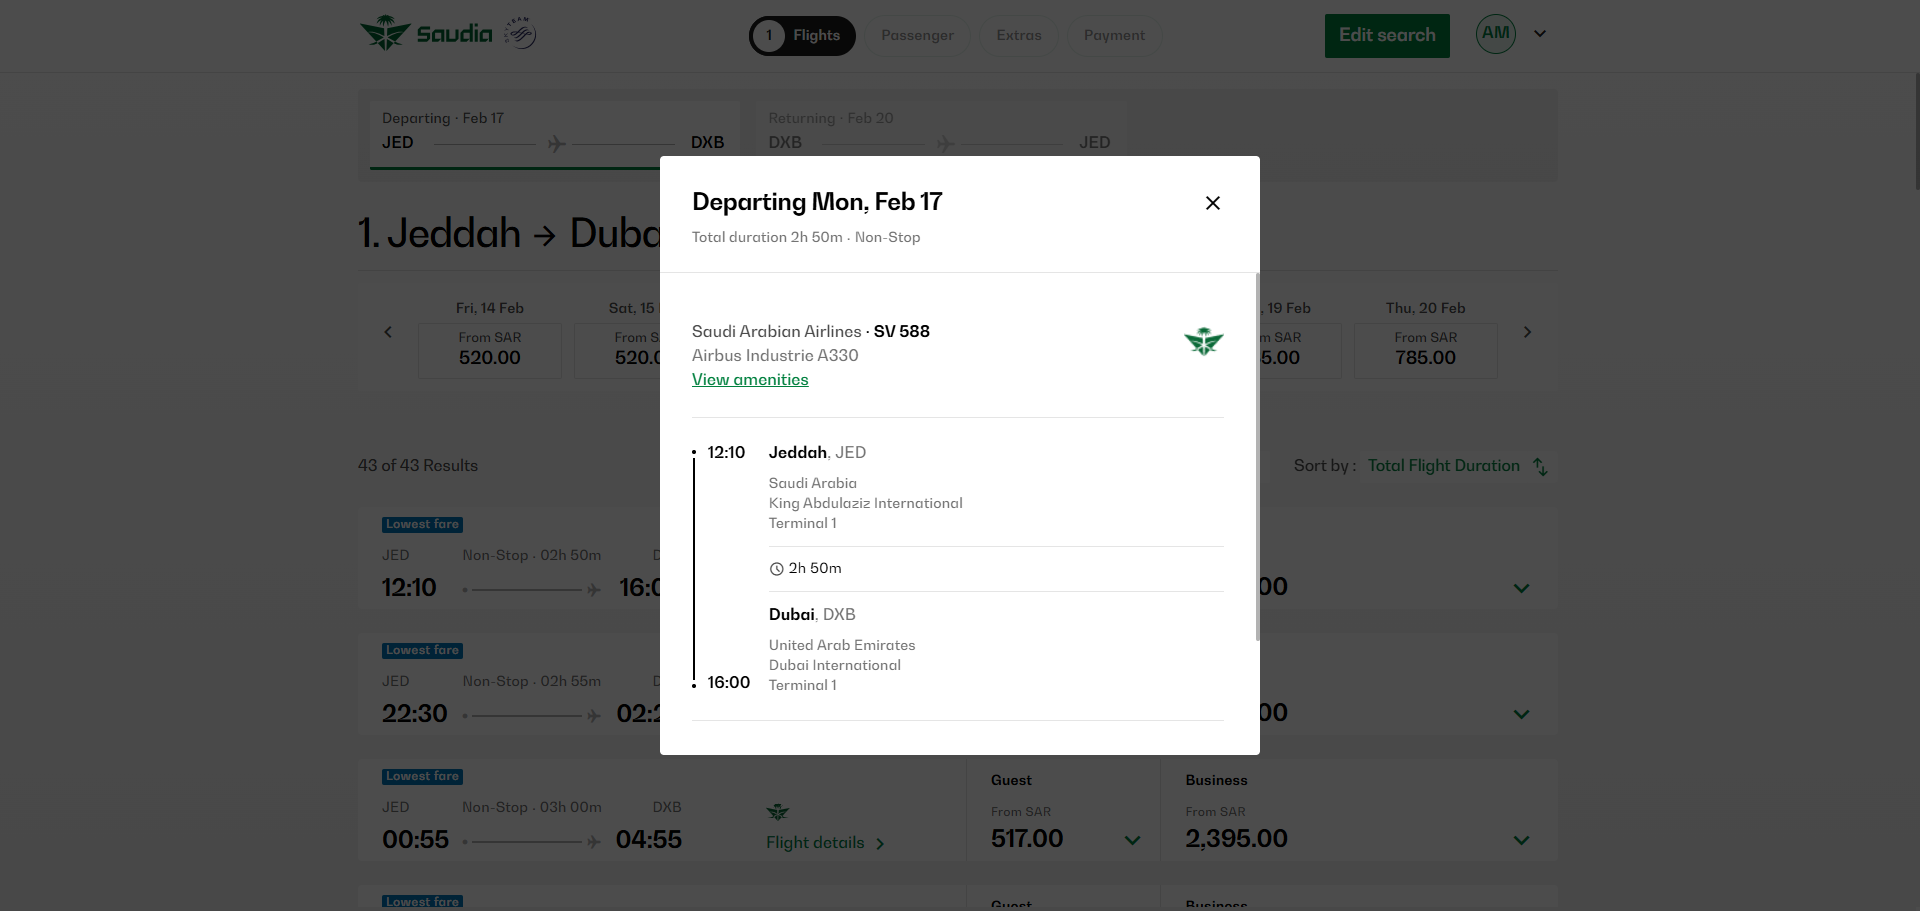 Saudia
SKYTEAM
1 Flights
Passenger
Extras
Payment
Edit search
AM
Departing · Feb 17
JED
DXB
Returning · Feb 20
DXB
JED
1. Jeddah → Duba
Fri, 14 Feb
From SAR
520.00
Sat, 15
From S
520.0
19 Feb
m SAR
5.00
Thu, 20 Feb
From SAR
785.00
Departing Mon, Feb 17
Total duration 2h 50m · Non-Stop
Saudi Arabian Airlines · SV 588
Airbus Industrie A330
View amenities
12:10 Jeddah, JED
Saudi Arabia
King Abdulaziz International
Terminal 1
2h 50m
Dubai, DXB
United Arab Emirates
Dubai International
16:00 Terminal 1
43 of 43 Results
Sort by : Total Flight Duration
Lowest fare
JED Non-Stop · 02h 50m
12:10
Lowest fare
JED Non-Stop · 02h 55m
22:30
Lowest fare
JED Non-Stop · 03h 00m DXB
00:55 04:55
Flight details
Guest
From SAR
517.00
Business
From SAR
2,395.00
Lowest fare
Guest
Business